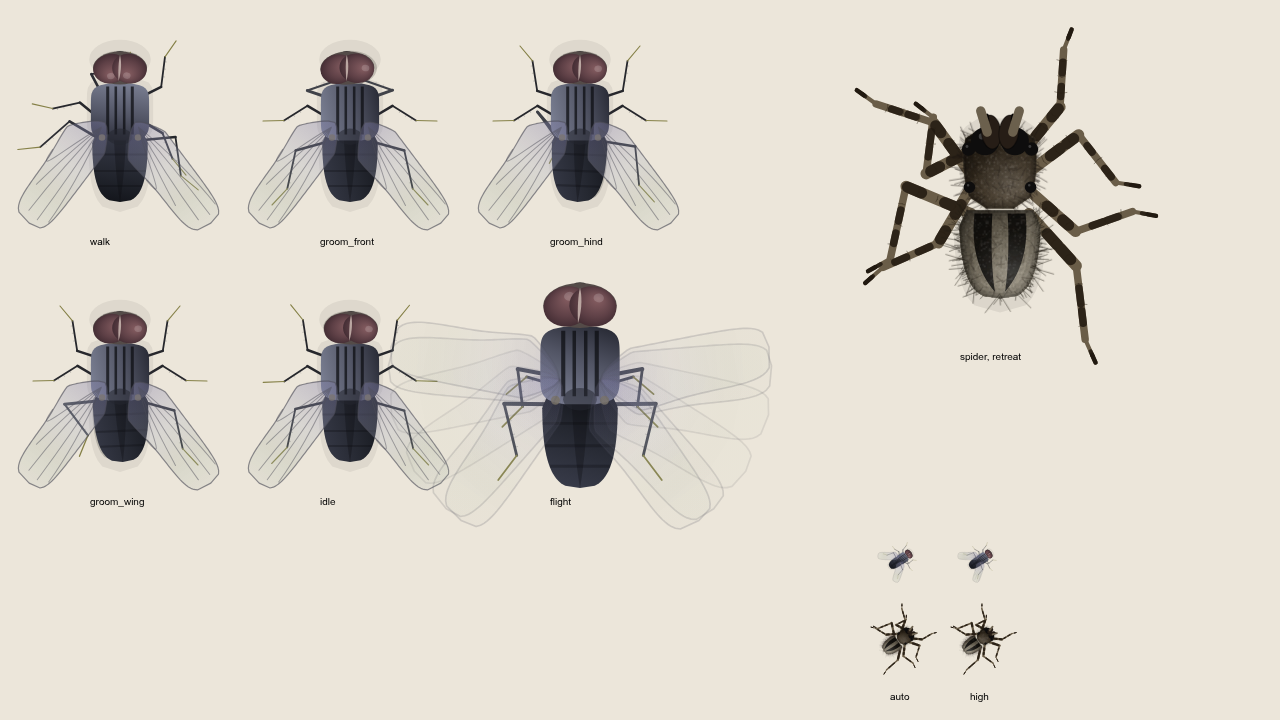 walk
groom_front
groom_hind
spider, retreat
groom_wing
idle
flight
auto
high